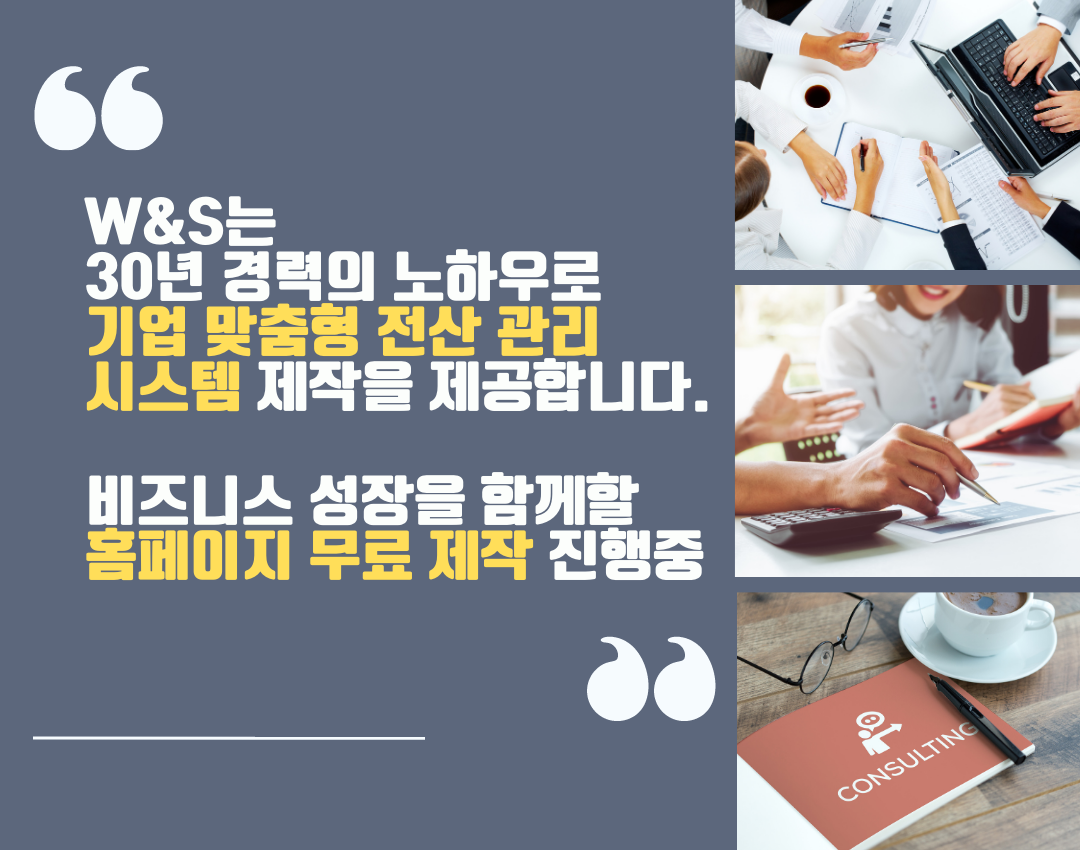 W&S는
30년 경력의 노하우로
기업 맞춤형 전산 관리
시스템 제작을 제공합니다.
비즈니스 성장을 함께할
홈페이지 무료 제작 진행중
CONSULTING